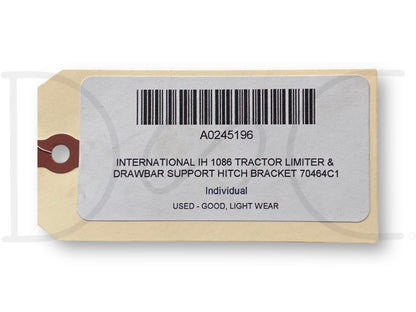 A0245196
INTERNATIONAL IH 1086 TRACTOR LIMITER &
DRAWBAR SUPPORT HITCH BRACKET 70464C1
Individual
USED - GOOD, LIGHT WEAR